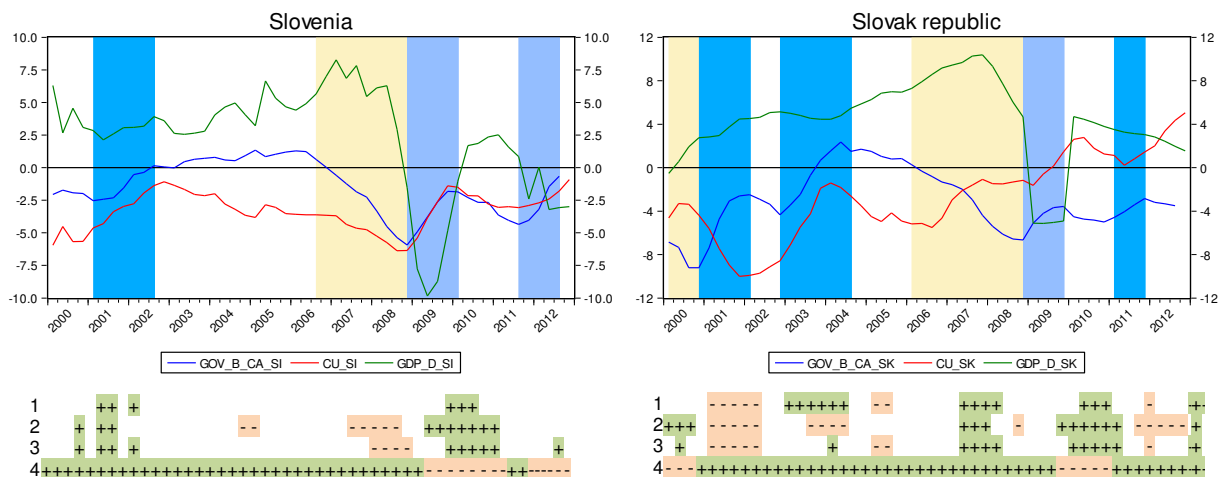 Slovenia
10.0
7.5
5.0
2.5
0.0
-2.5
-5.0
-7.5
-10.0
10.0
7.5
5.0
2.5
0.0
-2.5
-5.0
-7.5
-10.0
2000 2001 2002 2003 2004 2005 2006 2007 2008 2009 2010 2011 2012
GOV_B_CA_SI CU_SI GDP_D_SI
1 ++ + +++
2 + ++ -- ----- +++++++
3 + ++ + ---- +++++ +
4 +++++++++++++++++++++++++++++++++++++ -------- ++ ----
Slovak republic
12
8
4
0
-4
-8
-12
12
8
4
0
-4
-8
-12
2000 2001 2002 2003 2004 2005 2006 2007 2008 2009 2010 2011 2012
GOV_B_CA_SK CU_SK GDP_D_SK
1 ----- ++++++ -- ++++ +++ - ++
2 +++ ----- ---- +++ - ++++++ ----- +
3 + ----- + -- ++++ +++++ - +
4 --- ++++++++++++++++++++++++++++++++++ ----- +++++++++